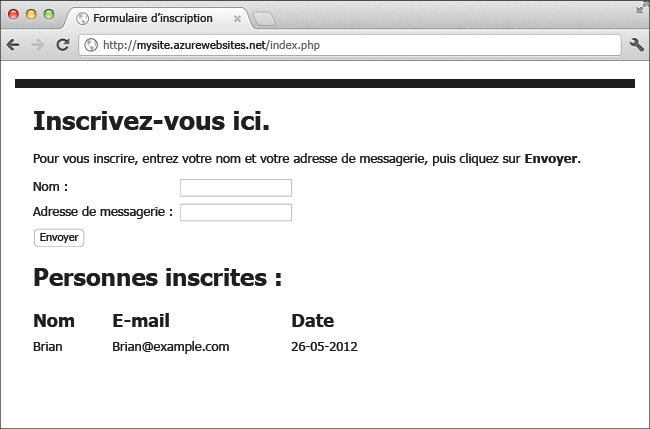 Formulaire d'inscription
http://mysite.azurewebsites.net/index.php
Inscrivez-vous ici.
Pour vous inscrire, entrez votre nom et votre adresse de messagerie, puis cliquez sur Envoyer.
Nom :
Adresse de messagerie :
Envoyer
Personnes inscrites :
Nom E-mail Date
Brian Brian@example.com 26-05-2012